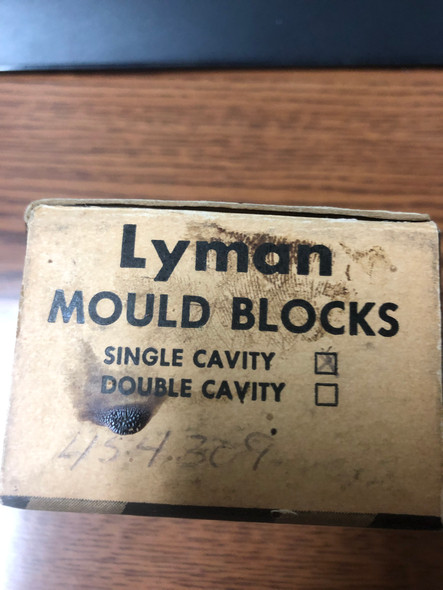 Lyman
MOULD BLOCKS
SINGLE CAVITY
DOUBLE CAVITY
454309